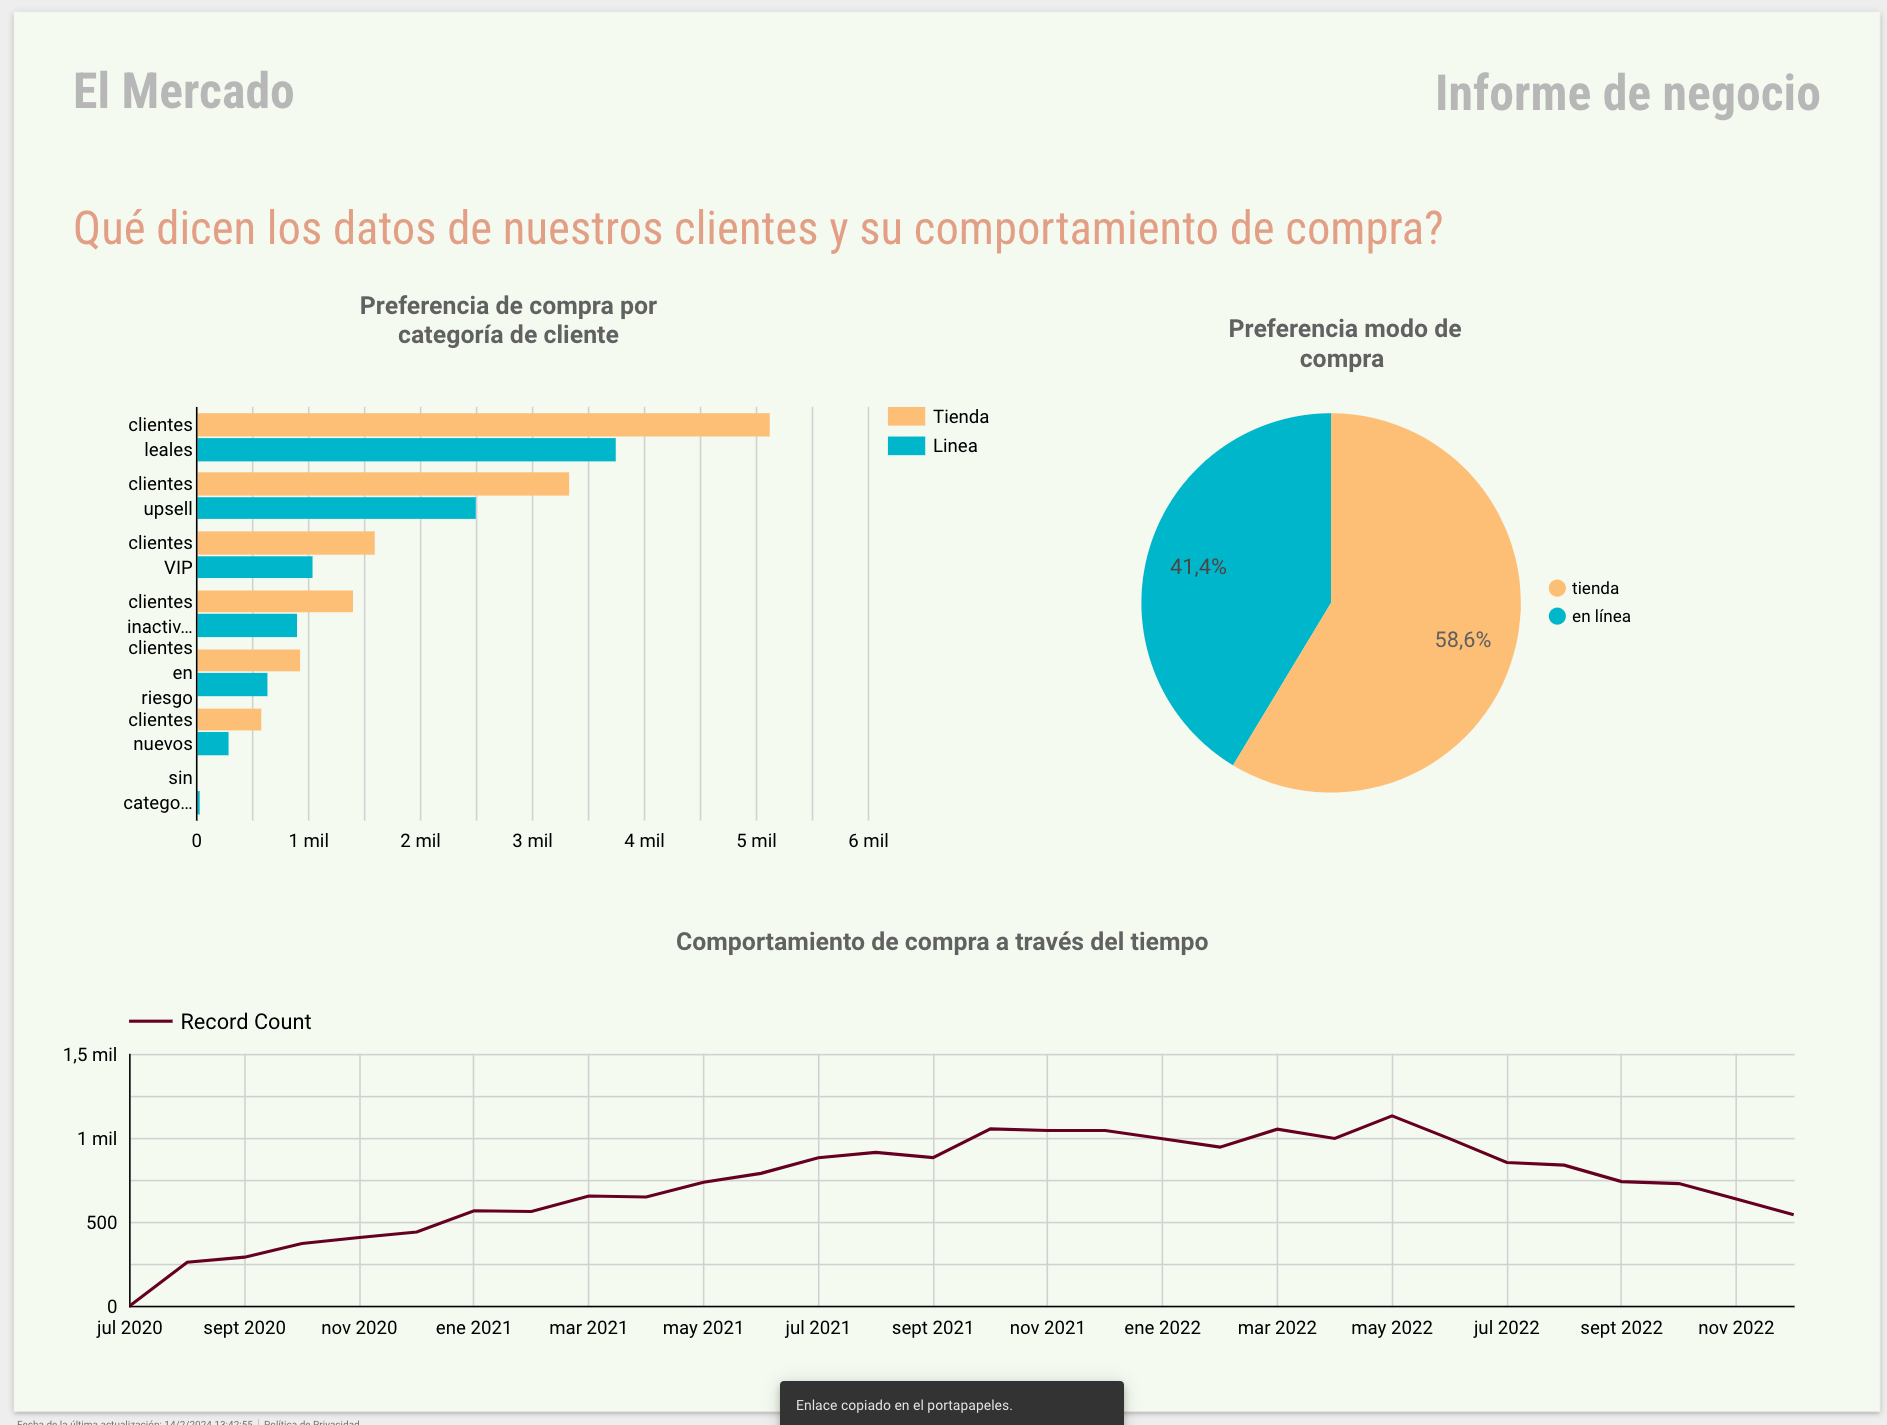 El Mercado
Informe de negocio
Qué dicen los datos de nuestros clientes y su comportamiento de compra?
Preferencia de compra por
categoría de cliente
clientes
leales
clientes
upsell
clientes
VIP
clientes
inactiv...
clientes
en
riesgo
clientes
nuevos
sin
catego...
0
1 mil
2 mil
3 mil
4 mil
5 mil
6 mil
Tienda
Linea
Preferencia modo de
compra
41,4%
58,6%
tienda
en línea
Comportamiento de compra a través del tiempo
Record Count
1,5 mil
1 mil
500
0
jul 2020
sept 2020
nov 2020
ene 2021
mar 2021
may 2021
jul 2021
sept 2021
nov 2021
ene 2022
mar 2022
may 2022
jul 2022
sept 2022
nov 2022
Enlace copiado en el portapapeles.
Fecha de la última actualización: 14/2/2024 13:42:55 | Política de Privacidad